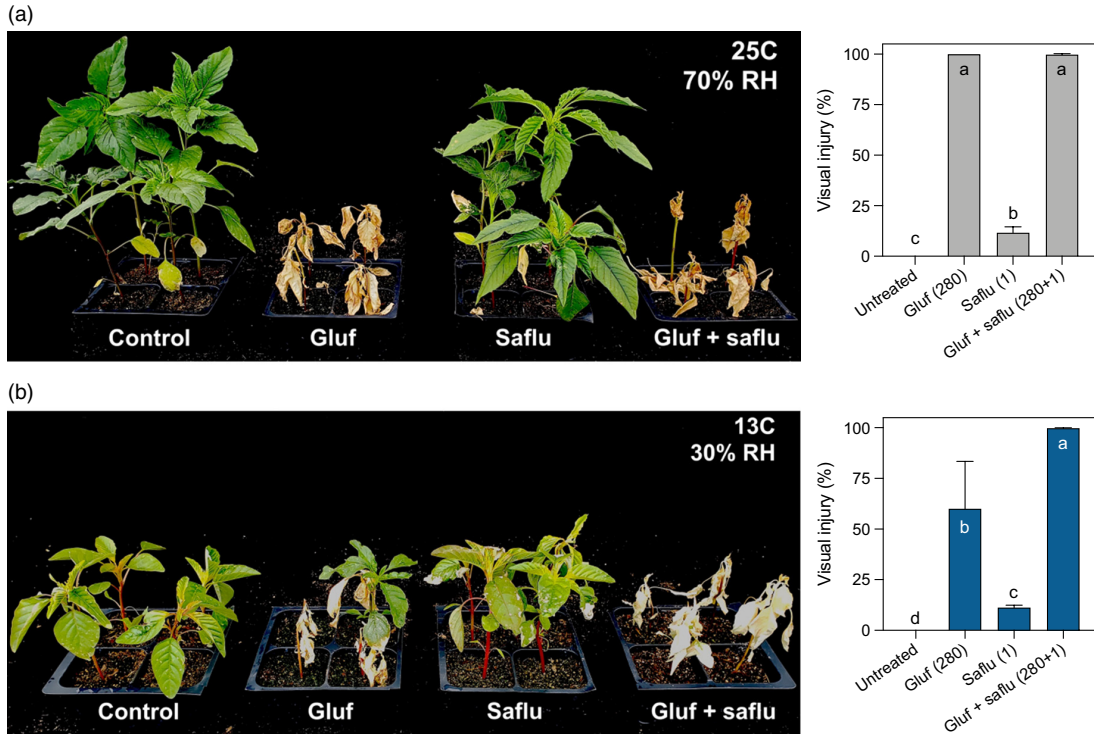 (a)
25C
70% RH
Control
Gluf
Saflu
Gluf + saflu
Visual injury (%)
100
75
50
25
0
c
a
b
a
Untreated
Gluf (280)
Saflu (1)
Gluf + saflu (280+1)
(b)
13C
30% RH
Control
Gluf
Saflu
Gluf + saflu
Visual injury (%)
100
75
50
25
0
d
b
c
a
Untreated
Gluf (280)
Saflu (1)
Gluf + saflu (280+1)